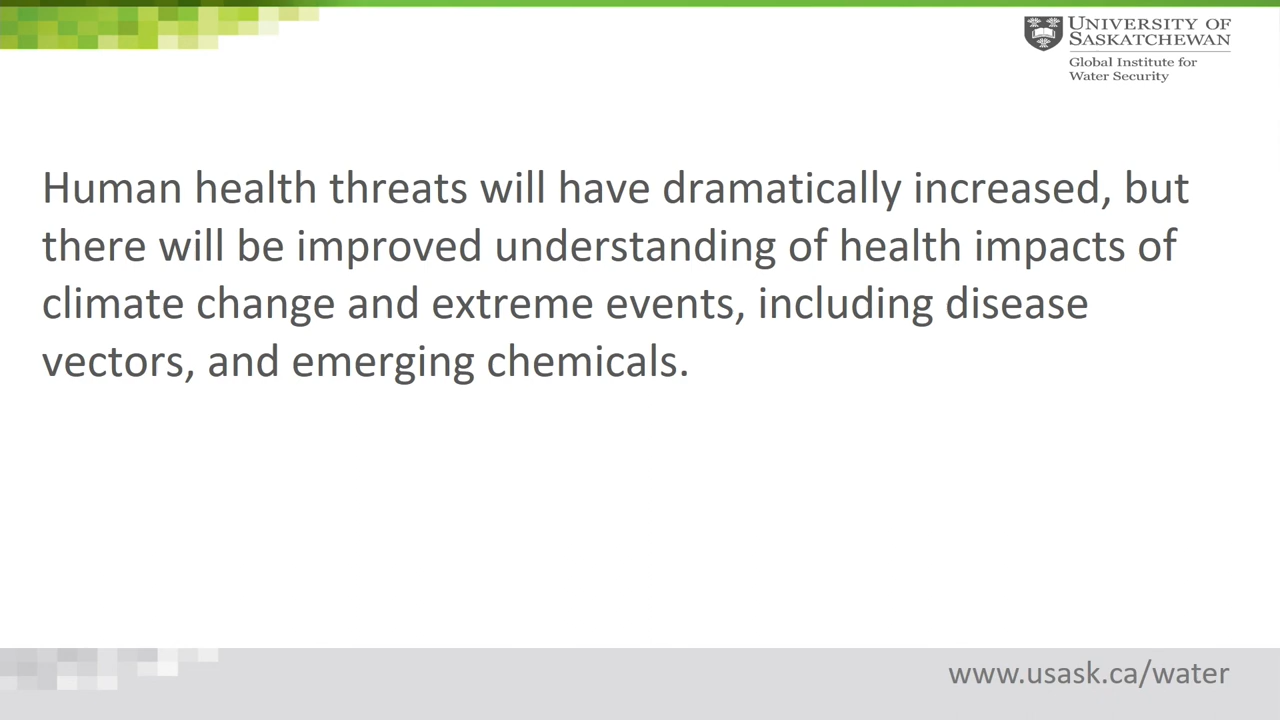 UNIVERSITY OF
SASKATCHEWAN
Global Institute for
Water Security
Human health threats will have dramatically increased, but
there will be improved understanding of health impacts of
climate change and extreme events, including disease
vectors, and emerging chemicals.
www.usask.ca/water